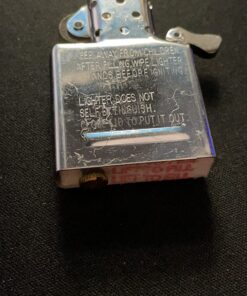 KEEP AWAY FROM CHILDREN.
AFTER FILLING, WIPE LIGHTER
HANDS, BEFORE IGNITING
LIGHTER DOES NOT
SELF EXTINGUISH.
CLOSE LID TO PUT IT OUT.